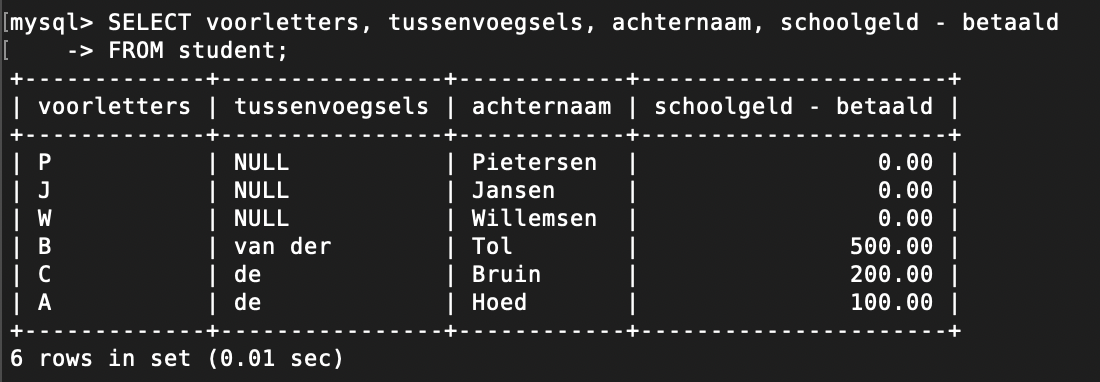 [mysql> SELECT voorletters, tussenvoegsels, achternaam, schoolgeld - betaald
[    -> FROM student;
+-------------+----------------+------------+----------------------+
| voorletters | tussenvoegsels | achternaam | schoolgeld - betaald |
+-------------+----------------+------------+----------------------+
| P           | NULL           | Pietersen  |                 0.00 |
| J           | NULL           | Jansen     |                 0.00 |
| W           | NULL           | Willemsen  |                 0.00 |
| B           | van der        | Tol        |               500.00 |
| C           | de             | Bruin      |               200.00 |
| A           | de             | Hoed       |               100.00 |
+-------------+----------------+------------+----------------------+
6 rows in set (0.01 sec)